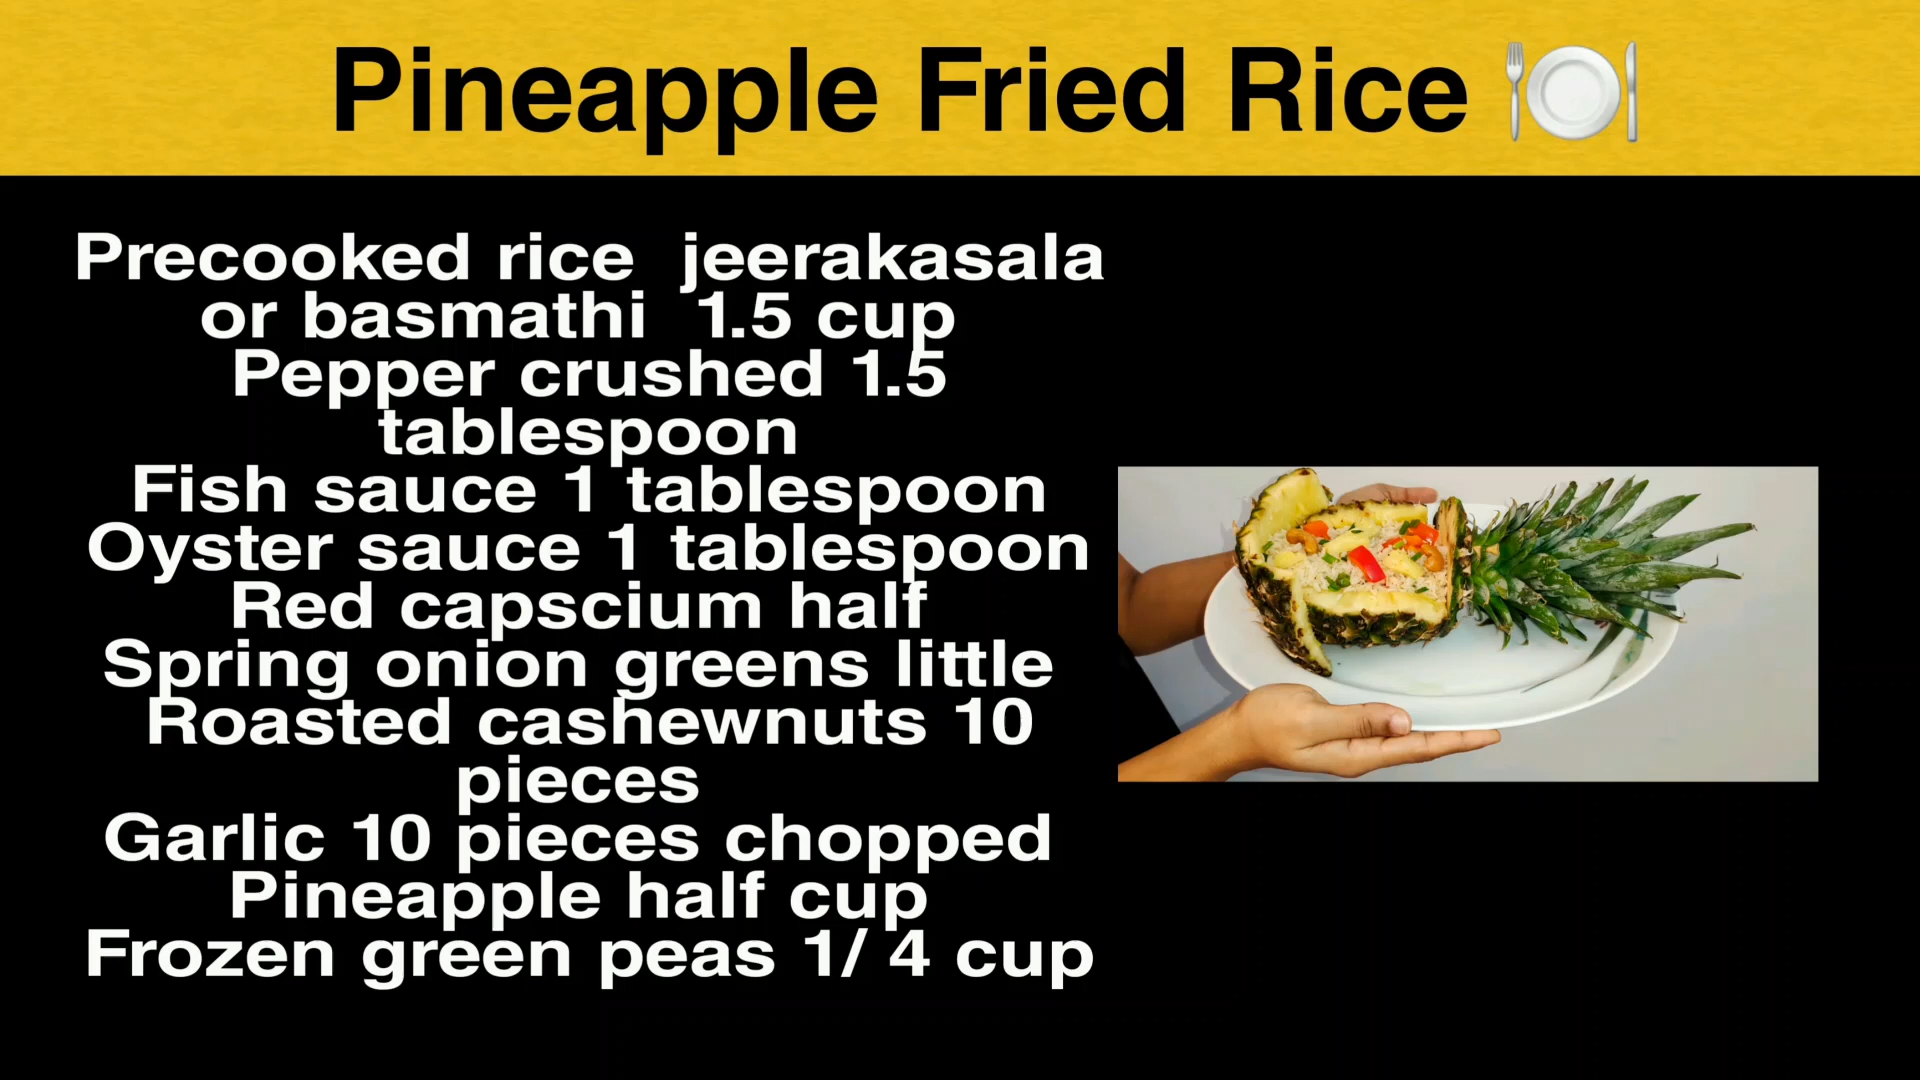 Pineapple Fried Rice
Precooked rice  jeerakasala
or basmathi  1.5 cup
Pepper crushed 1.5
tablespoon
Fish sauce 1 tablespoon
Oyster sauce 1 tablespoon
Red capscium half
Spring onion greens little
Roasted cashewnuts 10
pieces
Garlic 10 pieces chopped
Pineapple half cup
Frozen green peas 1/ 4 cup